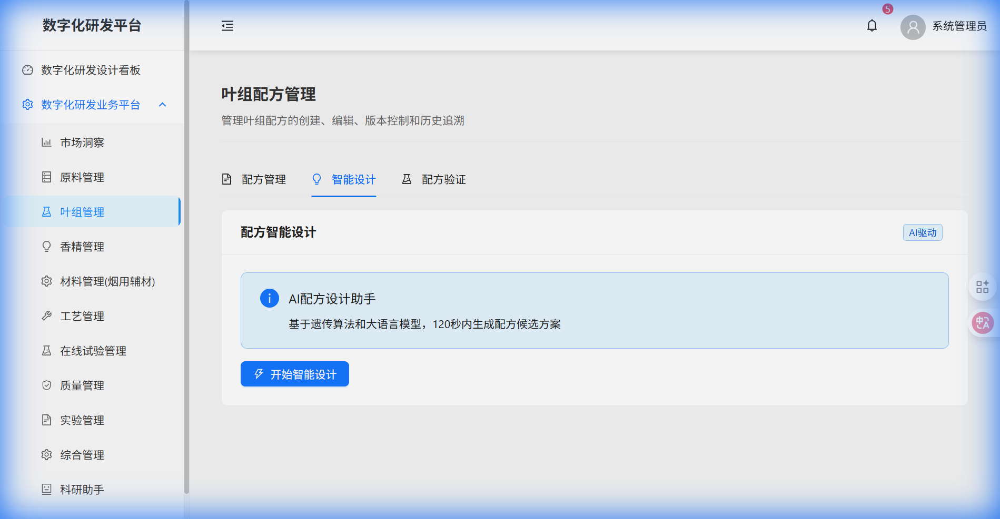 数字化研发平台
5
系统管理员
数字化研发设计看板
数字化研发业务平台
市场洞察
原料管理
叶组管理
香精管理
材料管理(烟用辅材)
工艺管理
在线试验管理
质量管理
实验管理
综合管理
科研助手
叶组配方管理
管理叶组配方的创建、编辑、版本控制和历史追溯
配方管理
智能设计
配方验证
配方智能设计
AI驱动
AI配方设计助手
基于遗传算法和大语言模型，120秒内生成配方候选方案
开始智能设计
中A